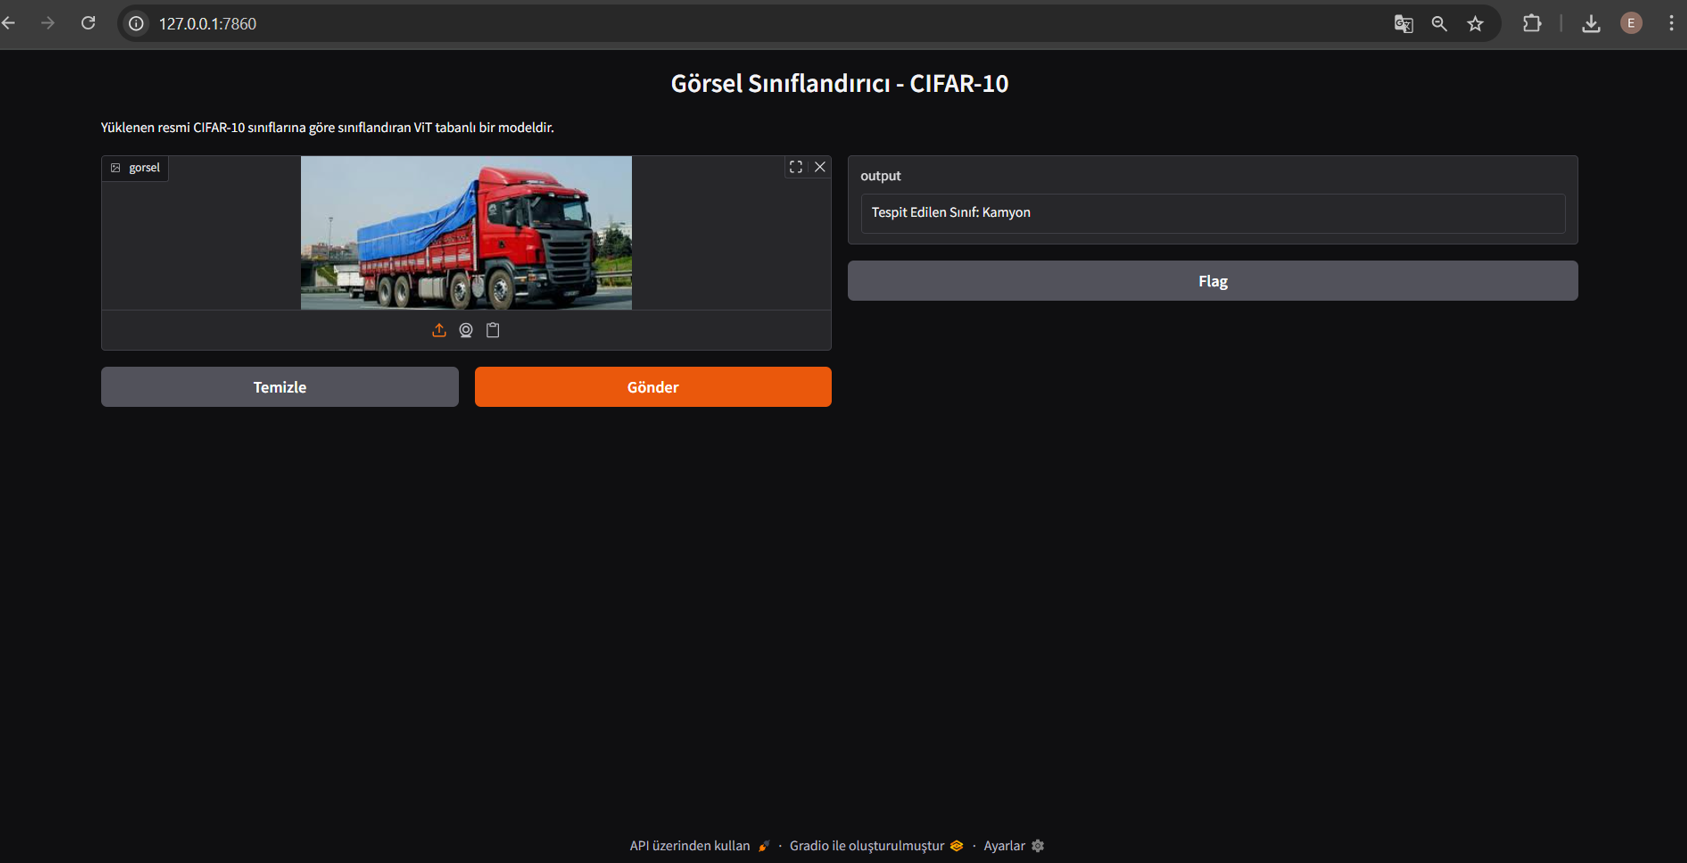 127.0.0.1:7860
E
Görsel Sınıflandırıcı - CIFAR-10
Yüklenen resmi CIFAR-10 sınıflarına göre sınıflandıran ViT tabanlı bir modeldir.
gorsel
output
Tespit Edilen Sınıf: Kamyon
Flag
Temizle
Gönder
API üzerinden kullan · Gradio ile oluşturulmuştur · Ayarlar